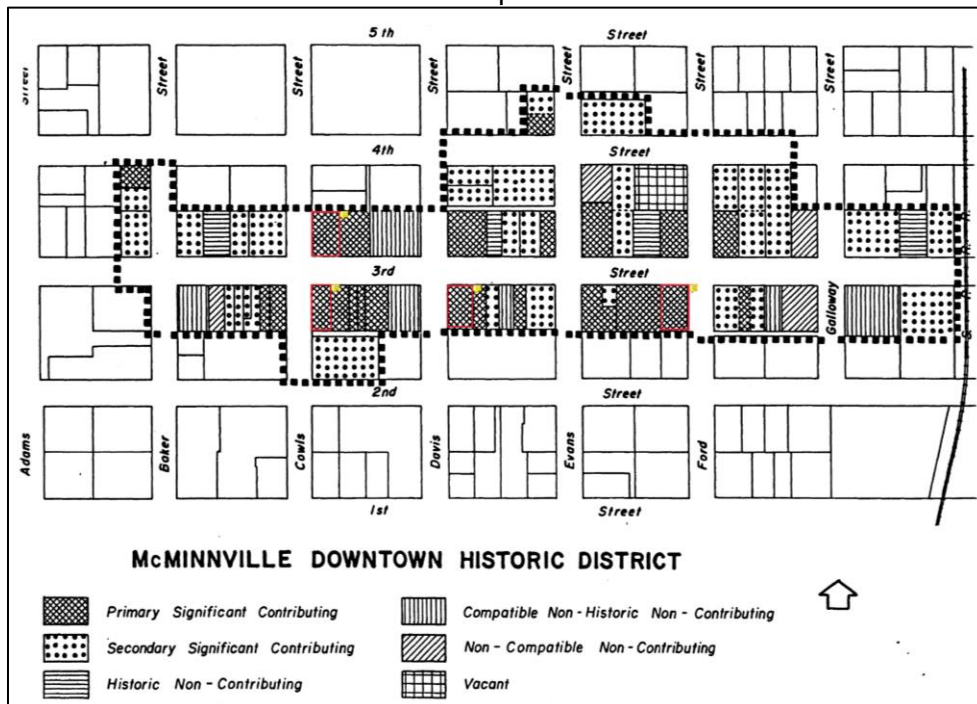 5th Street
Street
Street
Street
Street
Street
Street
Street
4th Street
3rd Street
Galloway
2nd Street
Adams
Baker
Cowls
Davis
Evans
Ford
1st Street
McMINNVILLE DOWNTOWN HISTORIC DISTRICT
Primary Significant Contributing
Compatible Non-Historic Non-Contributing
Secondary Significant Contributing
Non-Compatible Non-Contributing
Historic Non-Contributing
Vacant